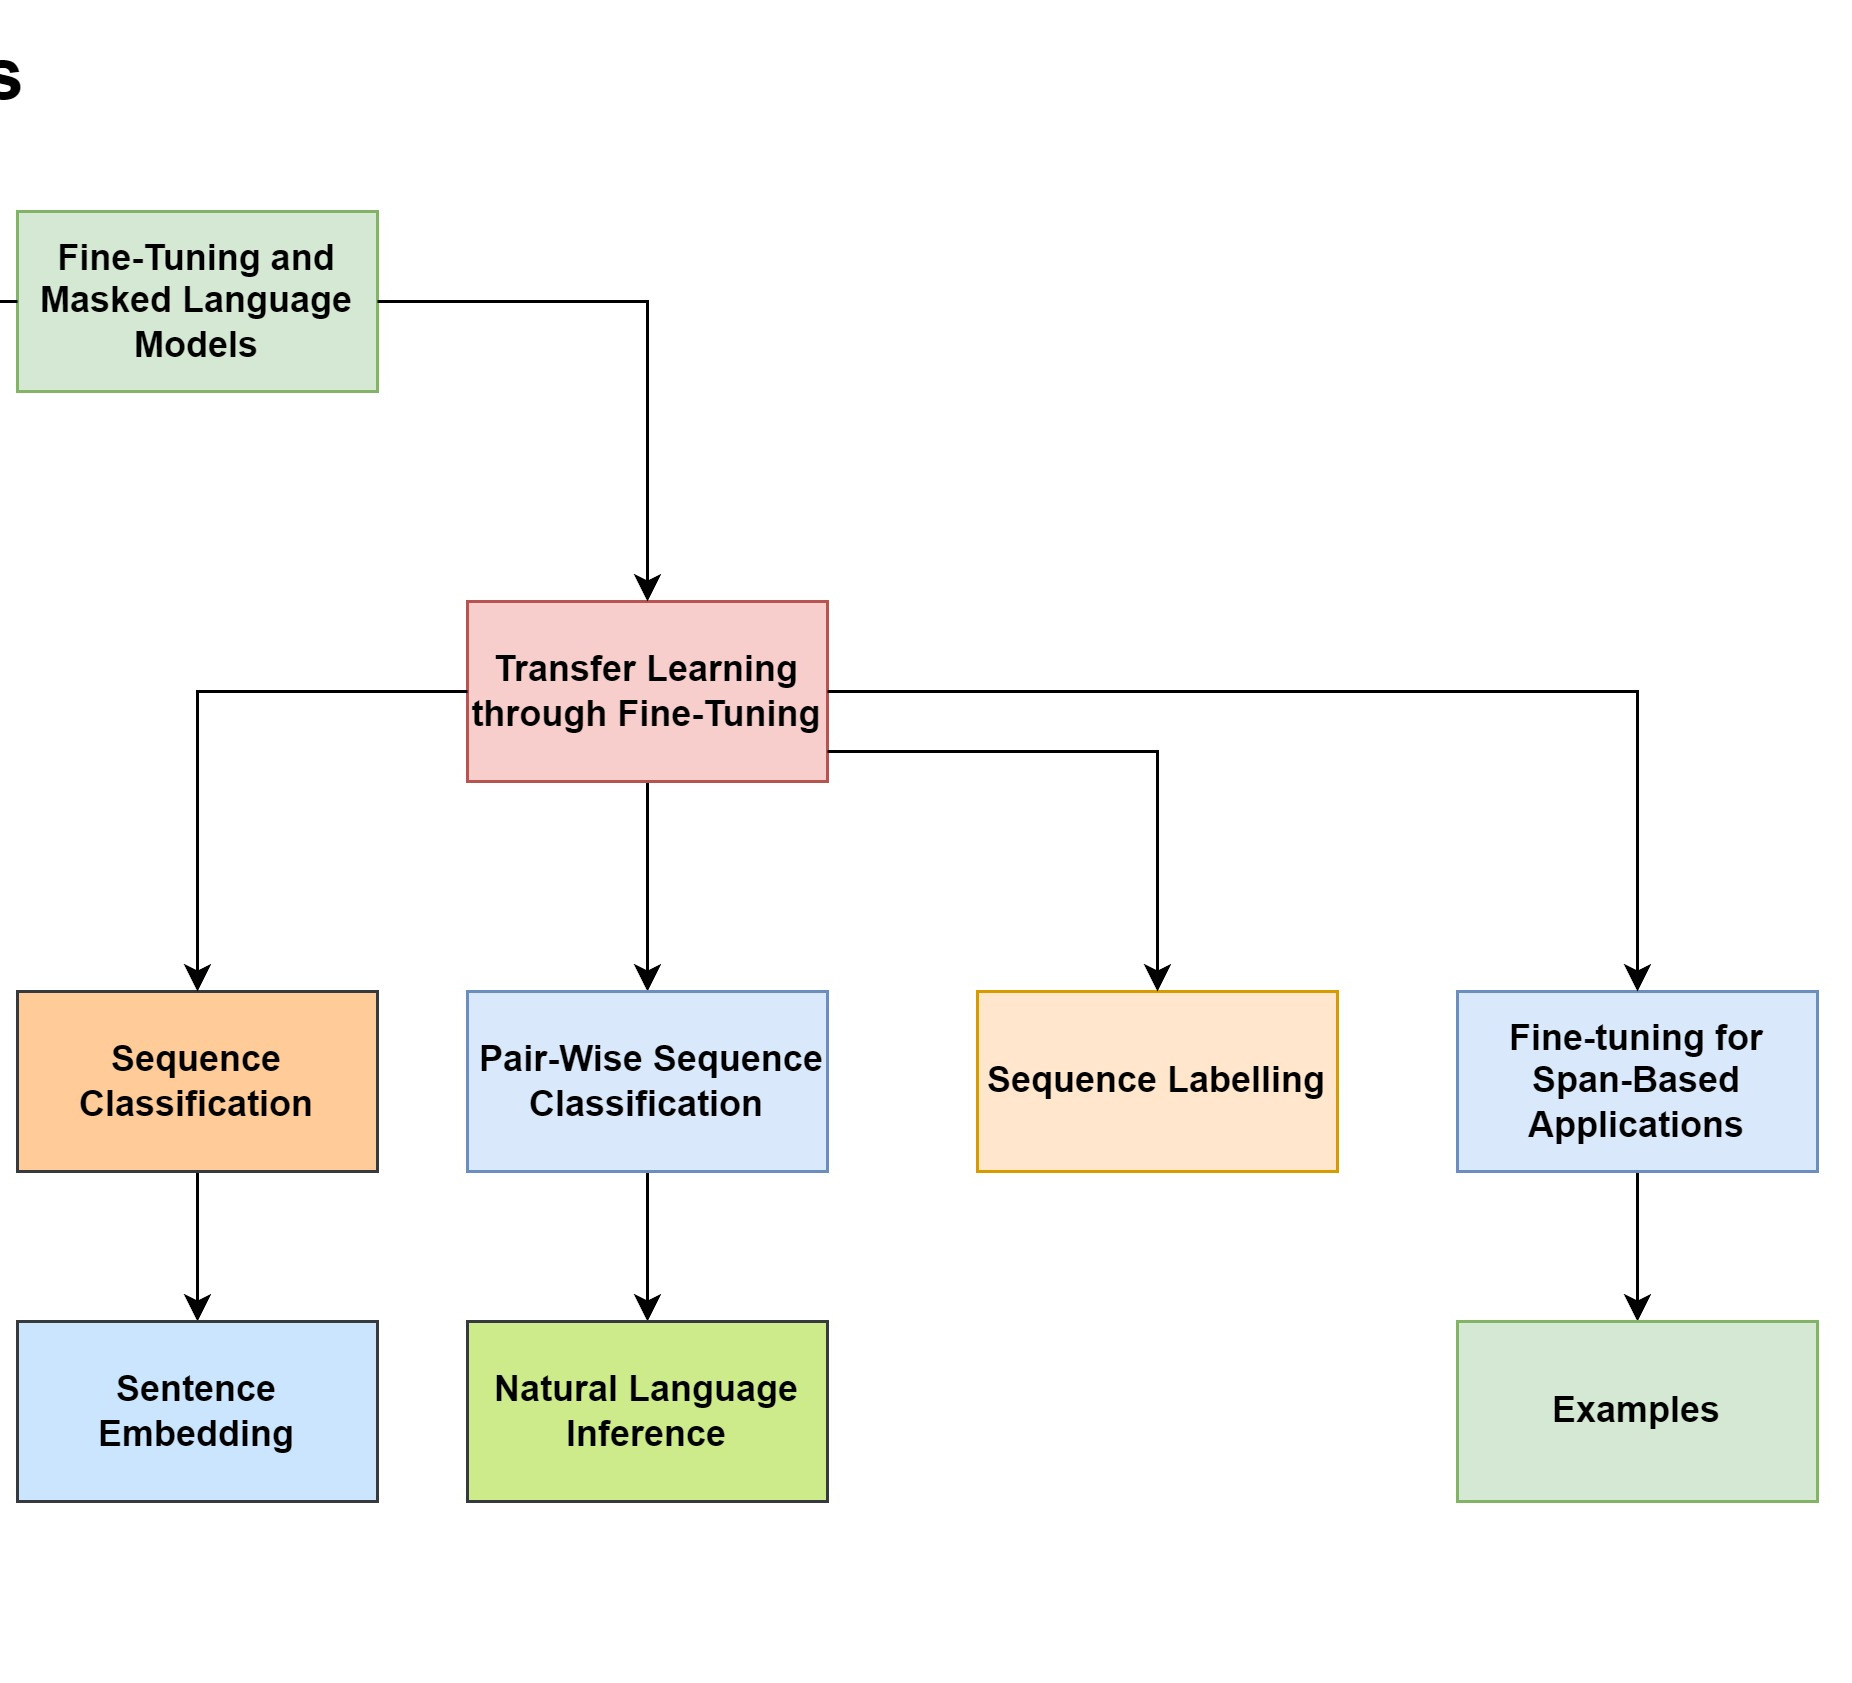 s
Fine-Tuning and
Masked Language
Models
Transfer Learning
through Fine-Tuning
Sequence
Classification
Pair-Wise Sequence
Classification
Sequence Labelling
Fine-tuning for
Span-Based
Applications
Sentence
Embedding
Natural Language
Inference
Examples